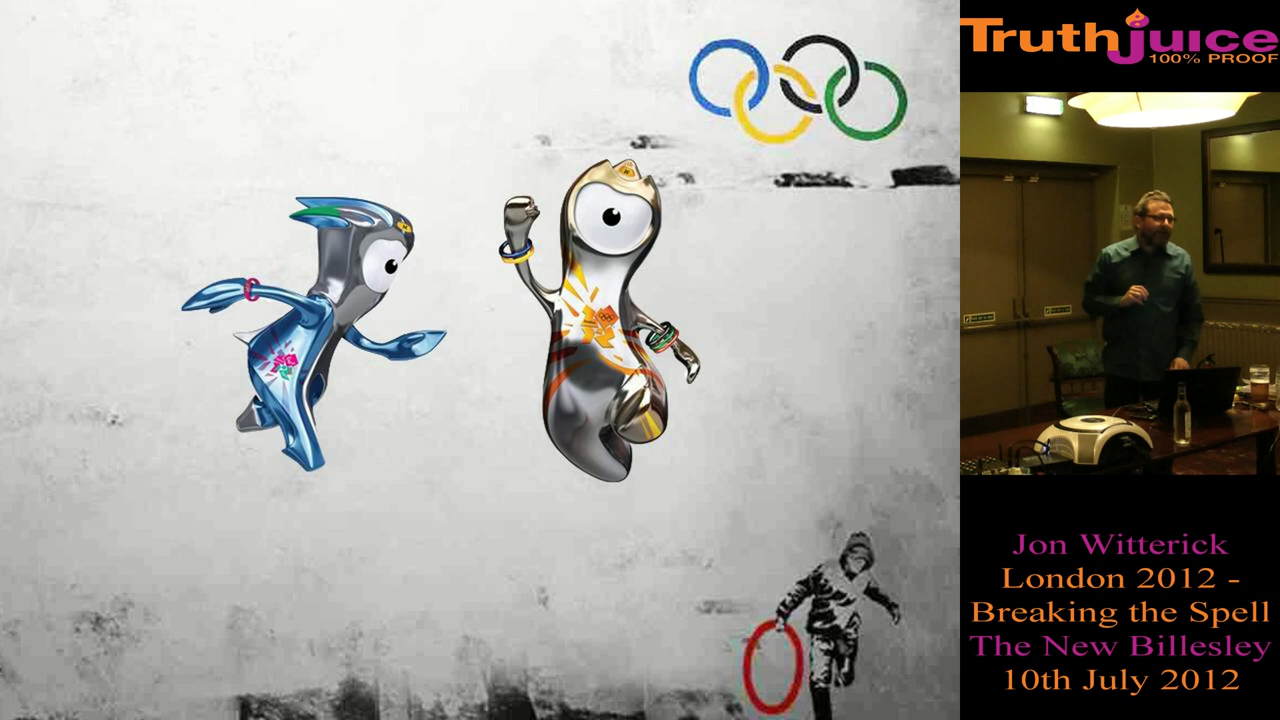 Truthjuice
100% PROOF
Jon Witterick
London 2012 -
Breaking the Spell
The New Billesley
10th July 2012